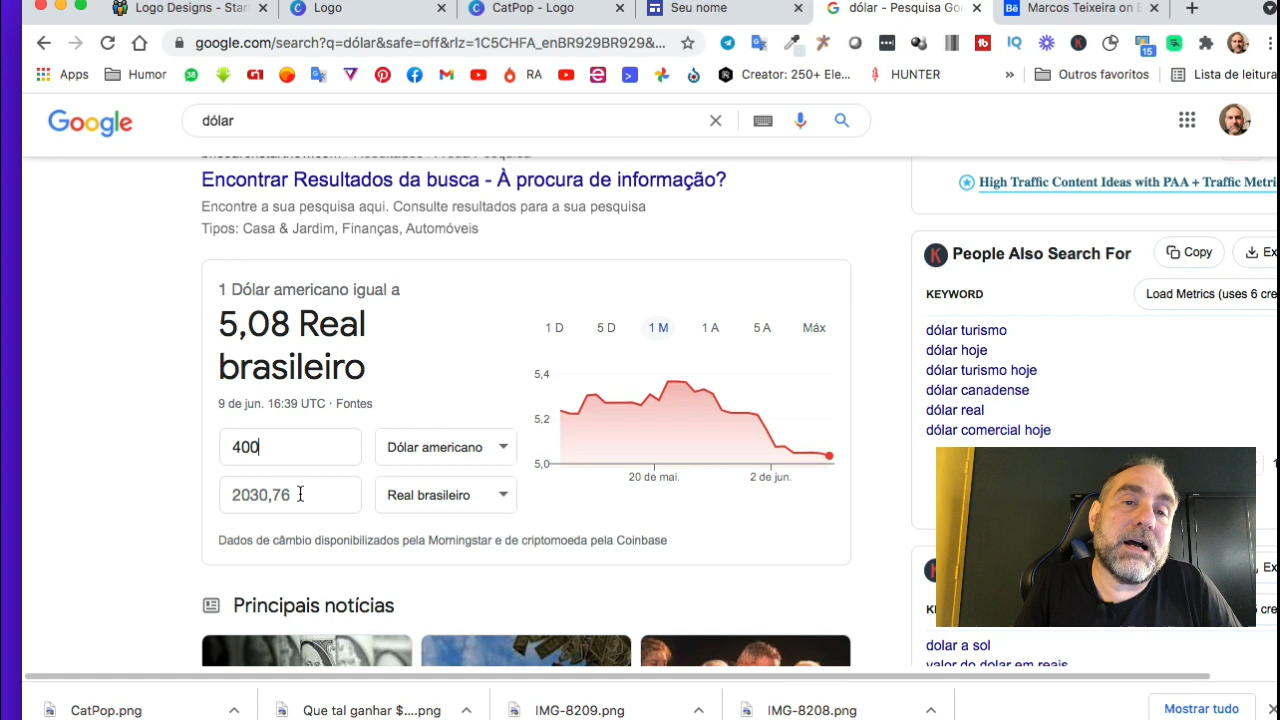 Logo Designs - Star
Logo
CatPop - Logo
Seu nome
dólar - Pesquisa Go
Marcos Teixeira on
google.com/search?q=dólar&safe=off&rlz=1C5CHFA_enBR929BR929&...
15
Apps
Humor
38
G1
RA
Creator: 250+ Ele...
HUNTER
»
Outros favoritos
Lista de leitura
Google
dólar
Encontrar Resultados da busca - À procura de informação?
Encontre a sua pesquisa aqui. Consulte resultados para a sua pesquisa
Tipos: Casa & Jardim, Finanças, Automóveis
High Traffic Content Ideas with PAA + Traffic Metri
1 Dólar americano igual a
5,08 Real
brasileiro
9 de jun. 16:39 UTC · Fontes
400
Dólar americano
2030,76
Real brasileiro
1 D
5 D
1 M
1 A
5 A
Máx
5,4
5,2
5,0
20 de mai.
2 de jun.
Dados de câmbio disponibilizados pela Morningstar e de criptomoeda pela Coinbase
Principais notícias
K
People Also Search For
Copy
Ex
KEYWORD
Load Metrics (uses 6 cre
dólar turismo
dólar hoje
dólar turismo hoje
dólar canadense
dólar real
dólar comercial hoje
dolar a sol
valor do dolar em reais
CatPop.png
Que tal ganhar $....png
IMG-8209.png
IMG-8208.png
Mostrar tudo